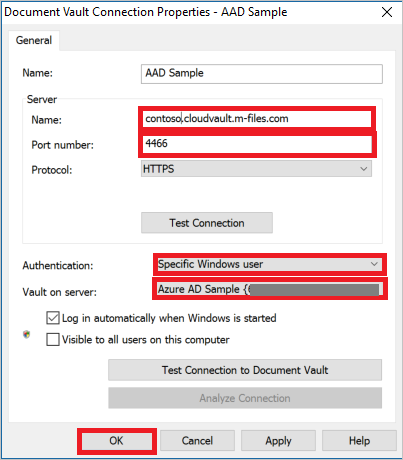 Document Vault Connection Properties - AAD Sample
General
Name: AAD Sample
Server
Name: contoso.cloudvault.m-files.com
Port number: 4466
Protocol: HTTPS
Test Connection
Authentication: Specific Windows user
Vault on server: Azure AD Sample {
Log in automatically when Windows is started
Visible to all users on this computer
Test Connection to Document Vault
Analyze Connection
OK Cancel Apply Help